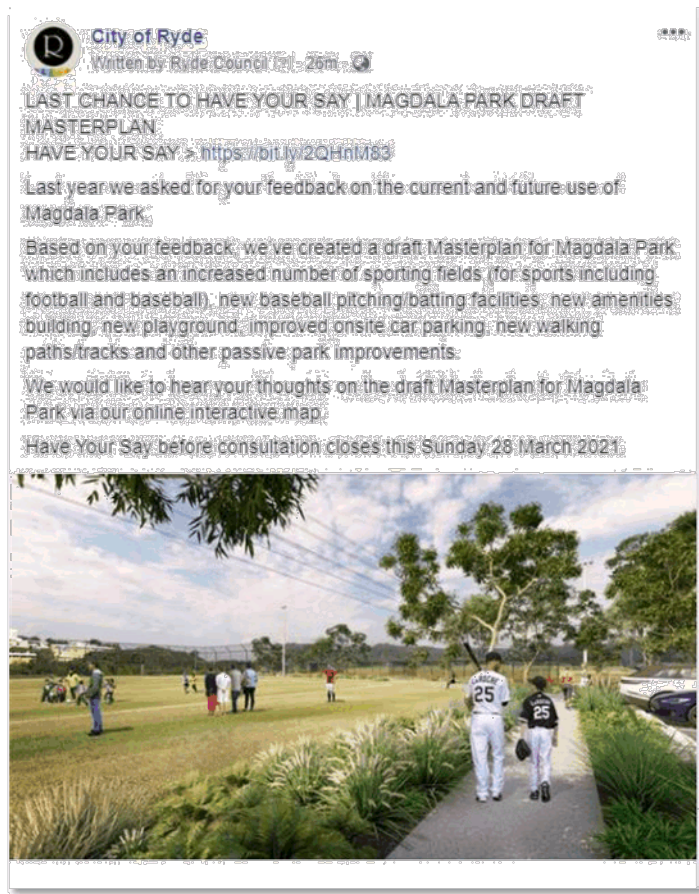 R
City of Ryde
Written by Ryde Council [?] · 26m ·
LAST CHANCE TO HAVE YOUR SAY | MAGDALA PARK DRAFT
MASTERPLAN
HAVE YOUR SAY > https://bit.ly/2QHnM83
Last year we asked for your feedback on the current and future use of
Magdala Park.
Based on your feedback, we've created a draft Masterplan for Magdala Park
which includes an increased number of sporting fields (for sports including
football and baseball), new baseball pitching/batting facilities, new amenities
building, new playground, improved onsite car parking, new walking
paths/tracks and other passive park improvements.
We would like to hear your thoughts on the draft Masterplan for Magdala
Park via our online interactive map.
Have Your Say before consultation closes this Sunday 28 March 2021.
LAROCHE
25
25